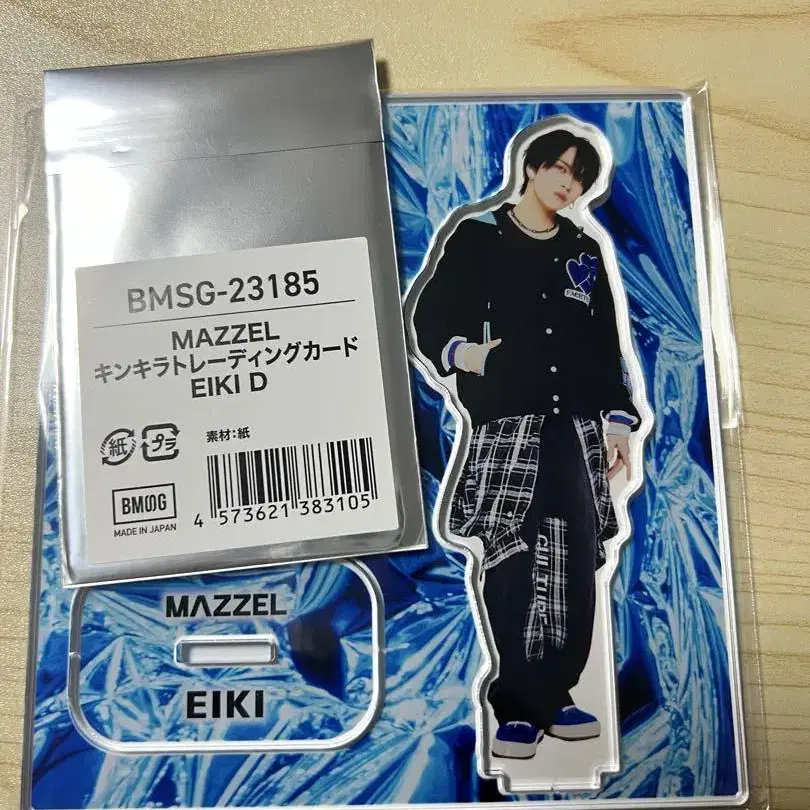 BMSG-23185
MAZZEL
キンキラトレーディングカード
EIKI D
紙
プラ
素材:紙
BMSG
MADE IN JAPAN
4 573621 383105
MAZZEL
EIKI
CULTURE